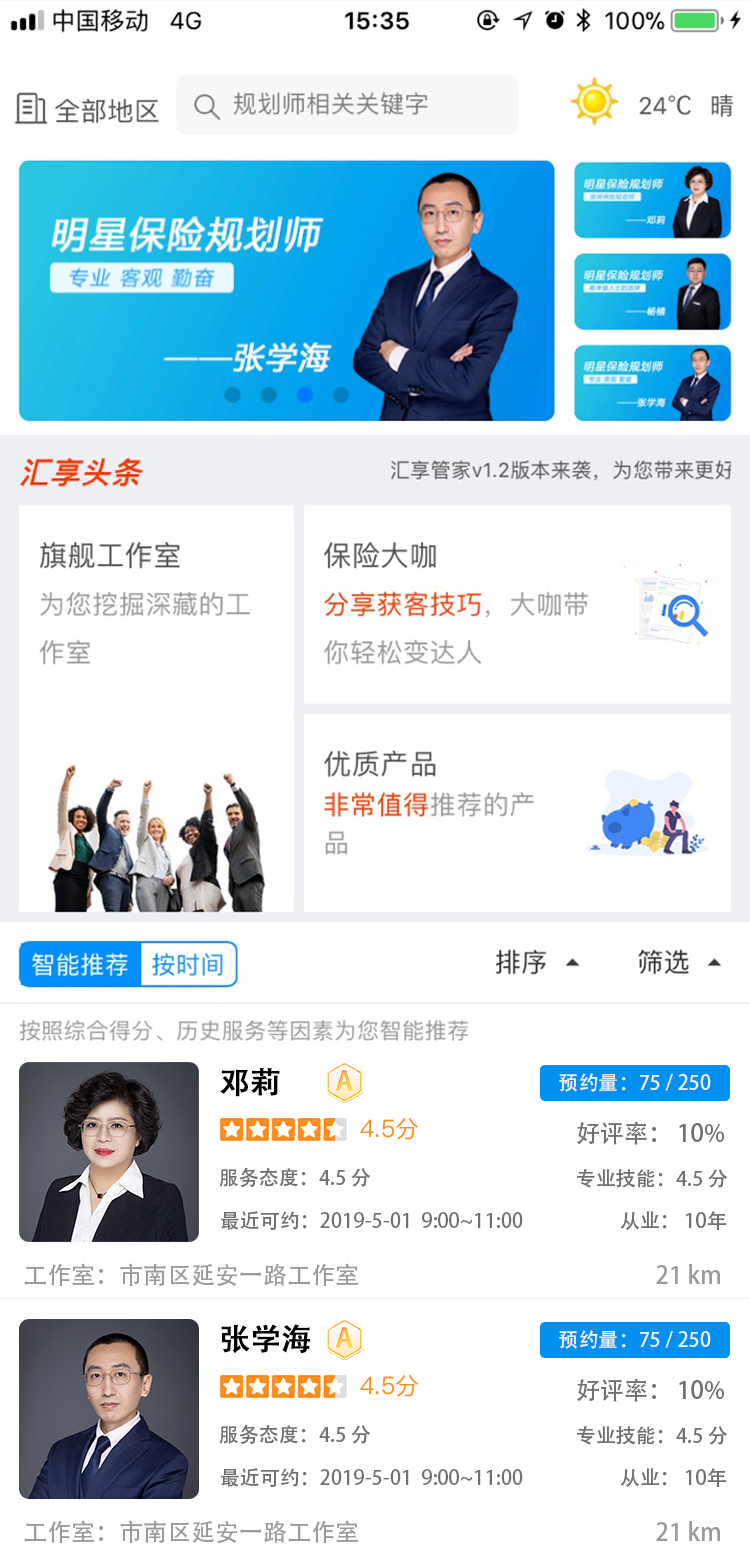 中国移动 4G 15:35 100%
全部地区 规划师相关关键字 24℃ 晴
明星保险规划师
专业 客观 勤奋
——张学海
明星保险规划师
资深保险规划师
——邓莉
明星保险规划师
高净值人士的选择
——杨楠
明星保险规划师
专业 客观 勤奋
——张学海
汇享头条 汇享管家v1.2版本来袭，为您带来更好
旗舰工作室
为您挖掘深藏的工
作室
保险大咖
分享获客技巧，大咖带
你轻松变达人
优质产品
非常值得推荐的产
品
智能推荐 按时间 排序 筛选
按照综合得分、历史服务等因素为您智能推荐
邓莉 A 预约量：75 / 250
4.5分 好评率： 10%
服务态度：4.5 分 专业技能：4.5 分
最近可约：2019-5-01 9:00~11:00 从业： 10年
工作室：市南区延安一路工作室 21 km
张学海 A 预约量：75 / 250
4.5分 好评率： 10%
服务态度：4.5 分 专业技能：4.5 分
最近可约：2019-5-01 9:00~11:00 从业： 10年
工作室：市南区延安一路工作室 21 km